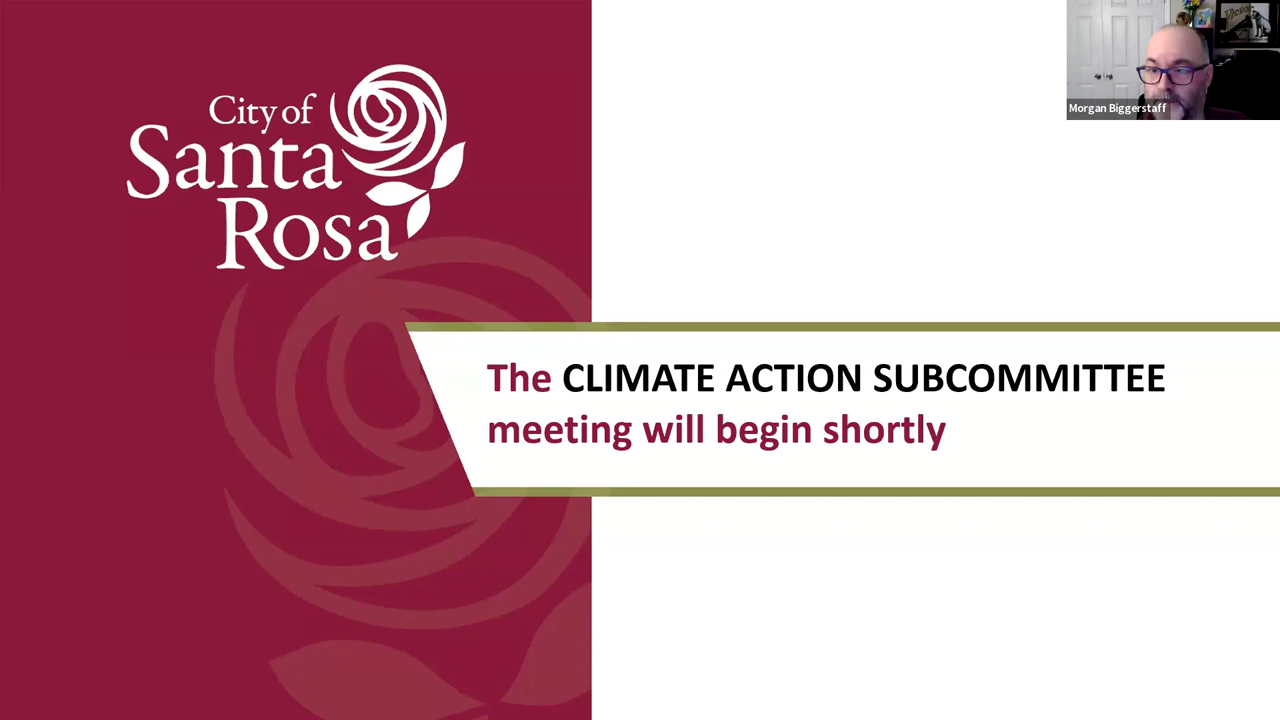 City of
Santa
Rosa
Morgan Biggerstaff
The CLIMATE ACTION SUBCOMMITTEE
meeting will begin shortly